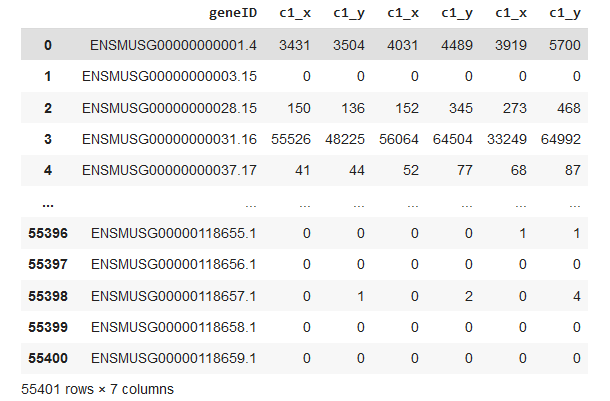 geneID c1_x c1_y c1_x c1_y c1_x c1_y
0 ENSMUSG00000000001.4 3431 3504 4031 4489 3919 5700
1 ENSMUSG00000000003.15 0 0 0 0 0 0
2 ENSMUSG00000000028.15 150 136 152 345 273 468
3 ENSMUSG00000000031.16 55526 48225 56064 64504 33249 64992
4 ENSMUSG00000000037.17 41 44 52 77 68 87
... ... ... ... ... ... ... ...
55396 ENSMUSG00000118655.1 0 0 0 0 1 1
55397 ENSMUSG00000118656.1 0 0 0 0 0 0
55398 ENSMUSG00000118657.1 0 1 0 2 0 4
55399 ENSMUSG00000118658.1 0 0 0 0 0 0
55400 ENSMUSG00000118659.1 0 0 0 0 0 0
55401 rows × 7 columns